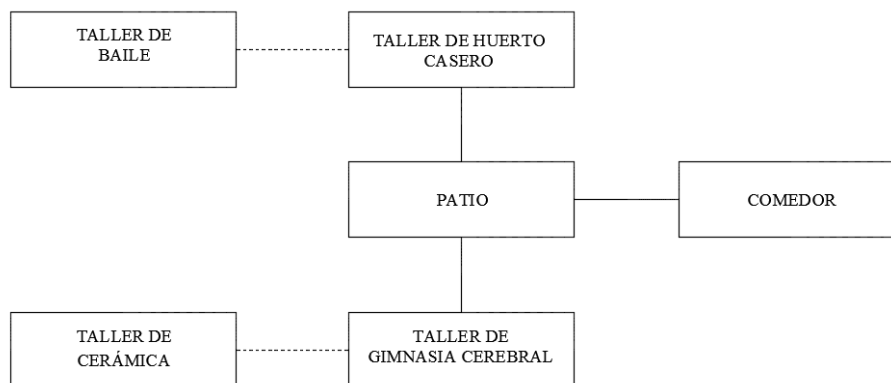 TALLER DE
BAILE
TALLER DE HUERTO
CASERO
PATIO
COMEDOR
TALLER DE
CERÁMICA
TALLER DE
GIMNASIA CEREBRAL